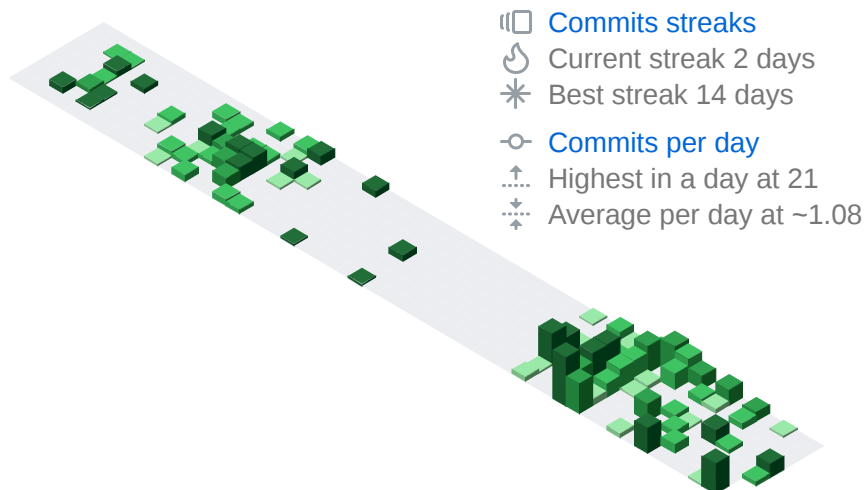 Commits streaks
Current streak 2 days
Best streak 14 days
Commits per day
Highest in a day at 21
Average per day at ~1.08